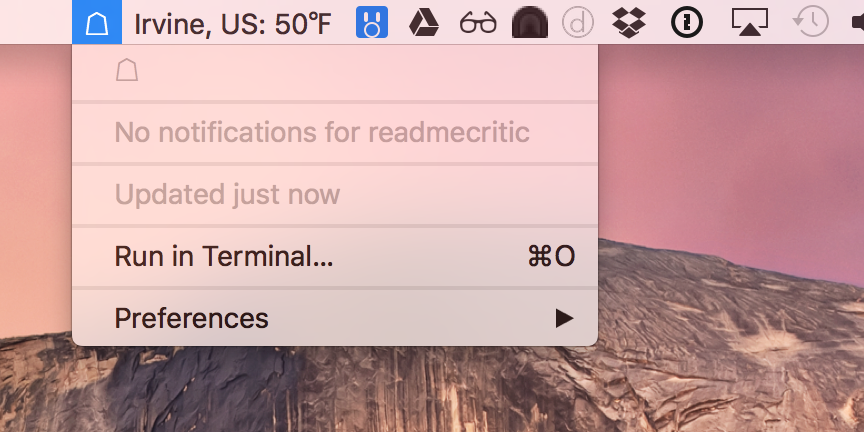 Irvine, US: 50°F
No notifications for readmecritic
Updated just now
Run in Terminal... ⌘O
Preferences ▶